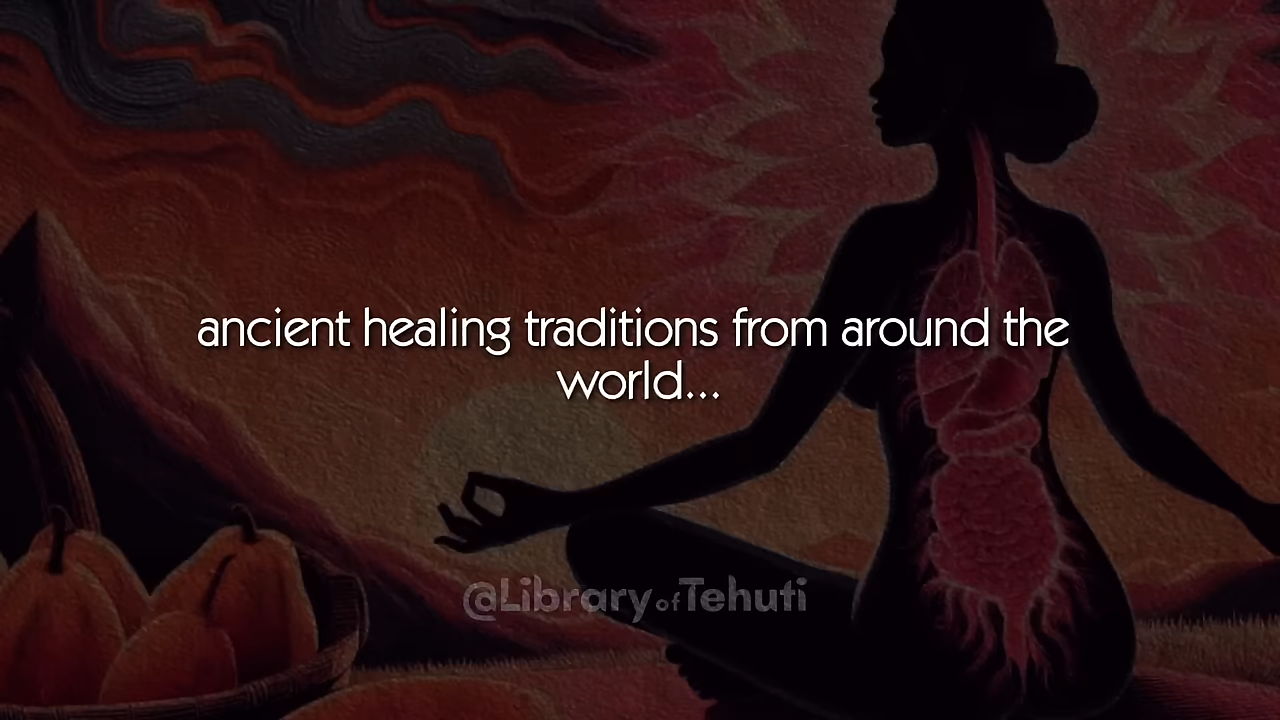 ancient healing traditions from around the
world...
@LibraryofTehuti